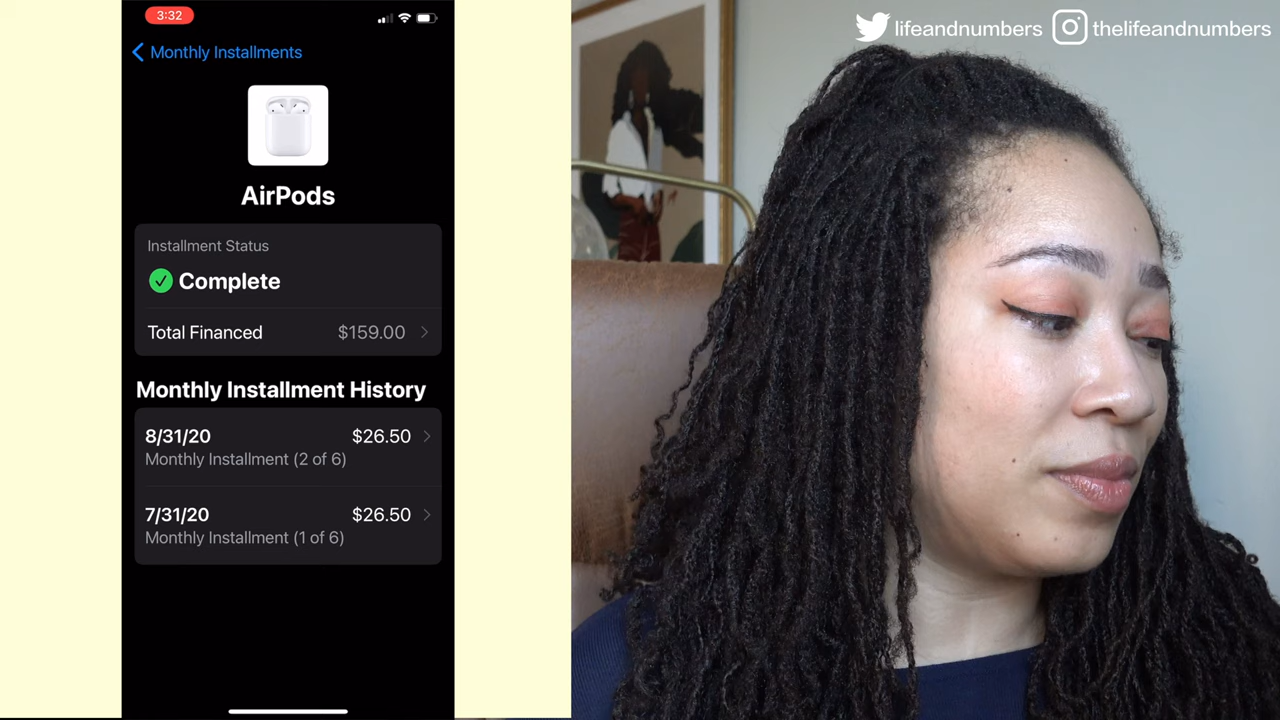 3:32
Monthly Installments
AirPods
Installment Status
Complete
Total Financed $159.00
Monthly Installment History
8/31/20 $26.50
Monthly Installment (2 of 6)
7/31/20 $26.50
Monthly Installment (1 of 6)
lifeandnumbers thelifeandnumbers